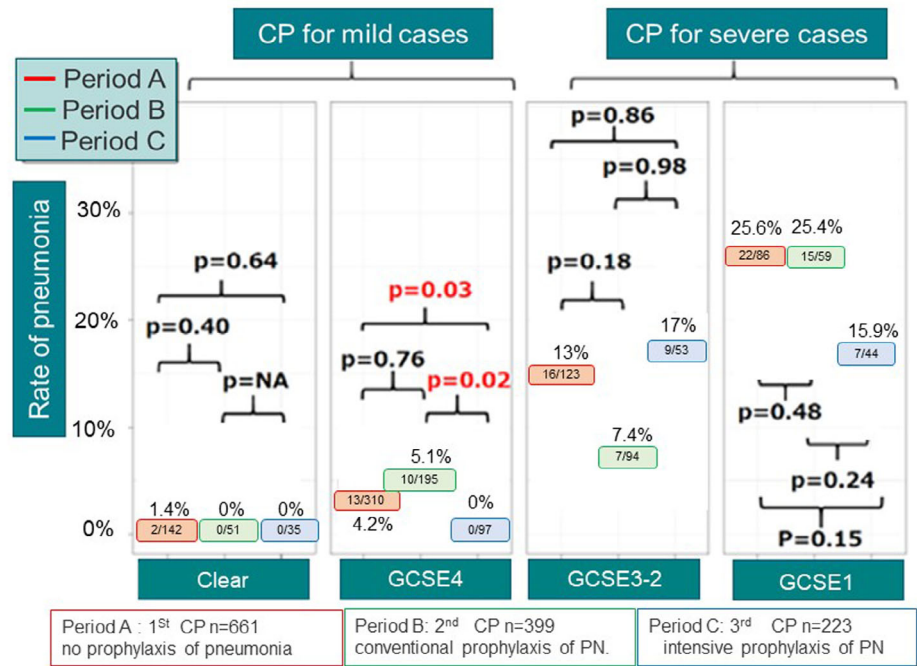 CP for mild cases
CP for severe cases
Period A
Period B
Period C
Rate of pneumonia
30%
20%
10%
0%
p=0.64
p=0.40
p=NA
1.4%
2/142
0%
0/51
0%
0/35
p=0.03
p=0.76
p=0.02
5.1%
10/195
13/310
4.2%
0%
0/97
p=0.86
p=0.98
p=0.18
17%
9/53
13%
16/123
7.4%
7/94
25.6%
25.4%
22/86
15/59
15.9%
7/44
p=0.48
p=0.24
P=0.15
Clear
GCSE4
GCSE3-2
GCSE1
Period A : 1St CP n=661
no prophylaxis of pneumonia
Period B: 2nd CP n=399
conventional prophylaxis of PN.
Period C: 3rd CP n=223
intensive prophylaxis of PN